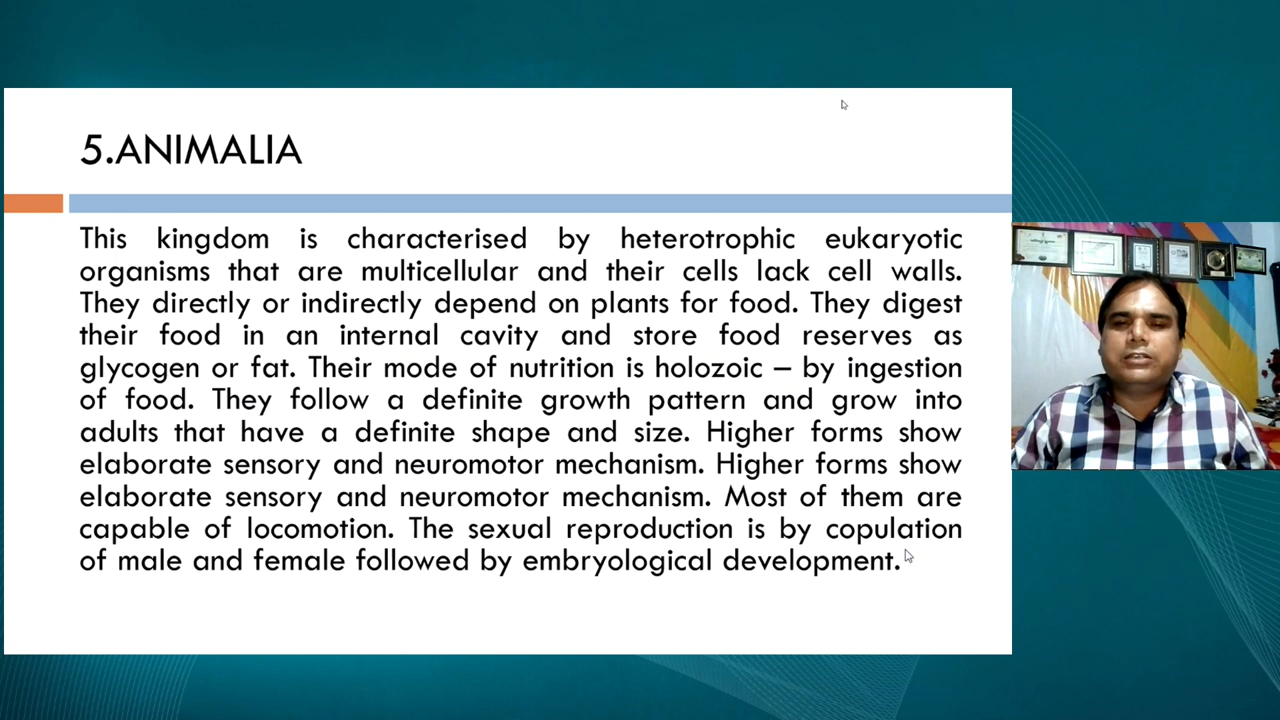 5.ANIMALIA
This kingdom is characterised by heterotrophic eukaryotic
organisms that are multicellular and their cells lack cell walls.
They directly or indirectly depend on plants for food. They digest
their food in an internal cavity and store food reserves as
glycogen or fat. Their mode of nutrition is holozoic – by ingestion
of food. They follow a definite growth pattern and grow into
adults that have a definite shape and size. Higher forms show
elaborate sensory and neuromotor mechanism. Higher forms show
elaborate sensory and neuromotor mechanism. Most of them are
capable of locomotion. The sexual reproduction is by copulation
of male and female followed by embryological development.